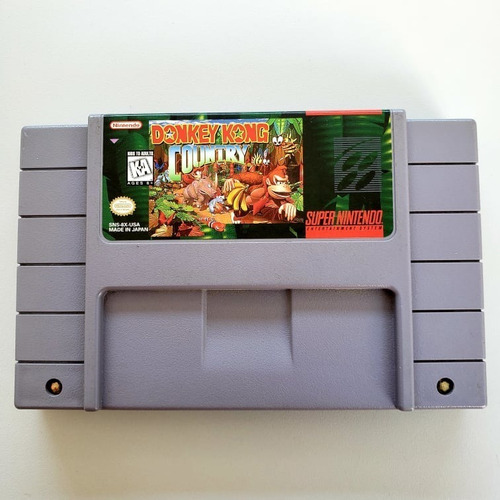 Nintendo
DONKEY KONG
COUNTRY
KIDS TO ADULTS
K-A
AGES 6+
SNS-8X-USA
MADE IN JAPAN
SUPER NINTENDO
ENTERTAINMENT SYSTEM